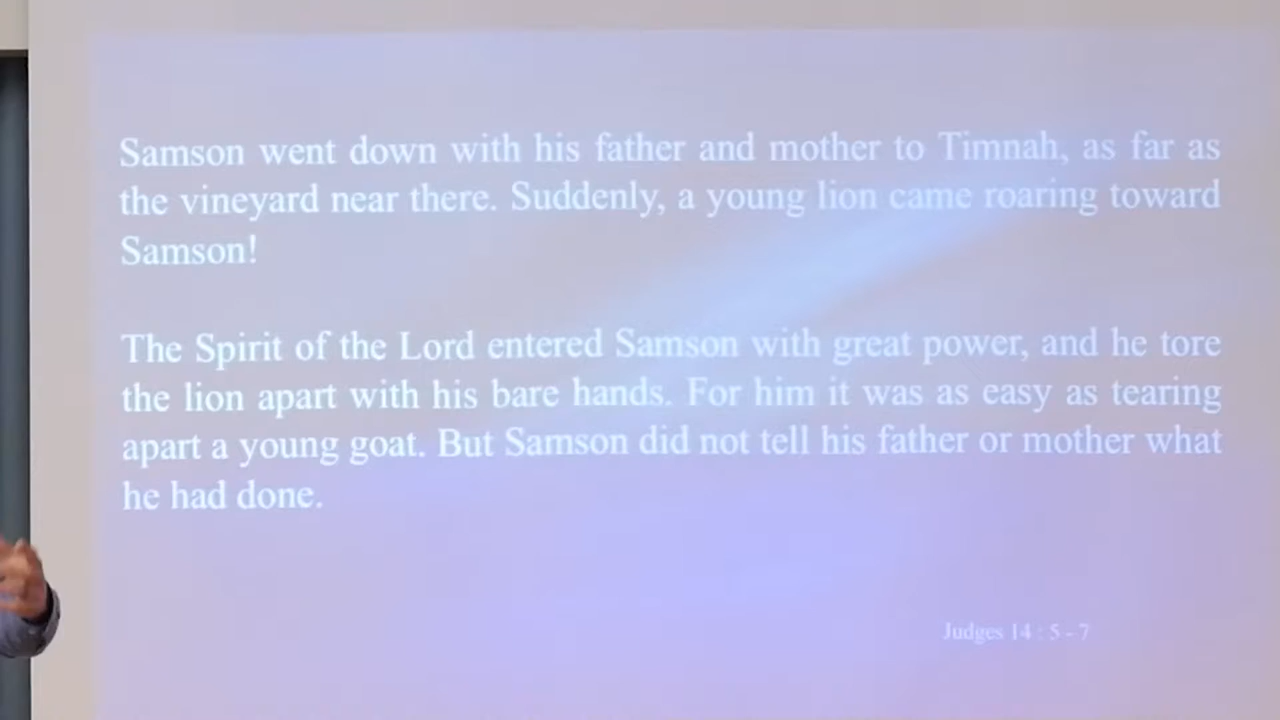 Samson went down with his father and mother to Timnah, as far as
the vineyard near there. Suddenly, a young lion came roaring toward
Samson!
The Spirit of the Lord entered Samson with great power, and he tore
the lion apart with his bare hands. For him it was as easy as tearing
apart a young goat. But Samson did not tell his father or mother what
he had done.
Judges 14 : 5 - 7